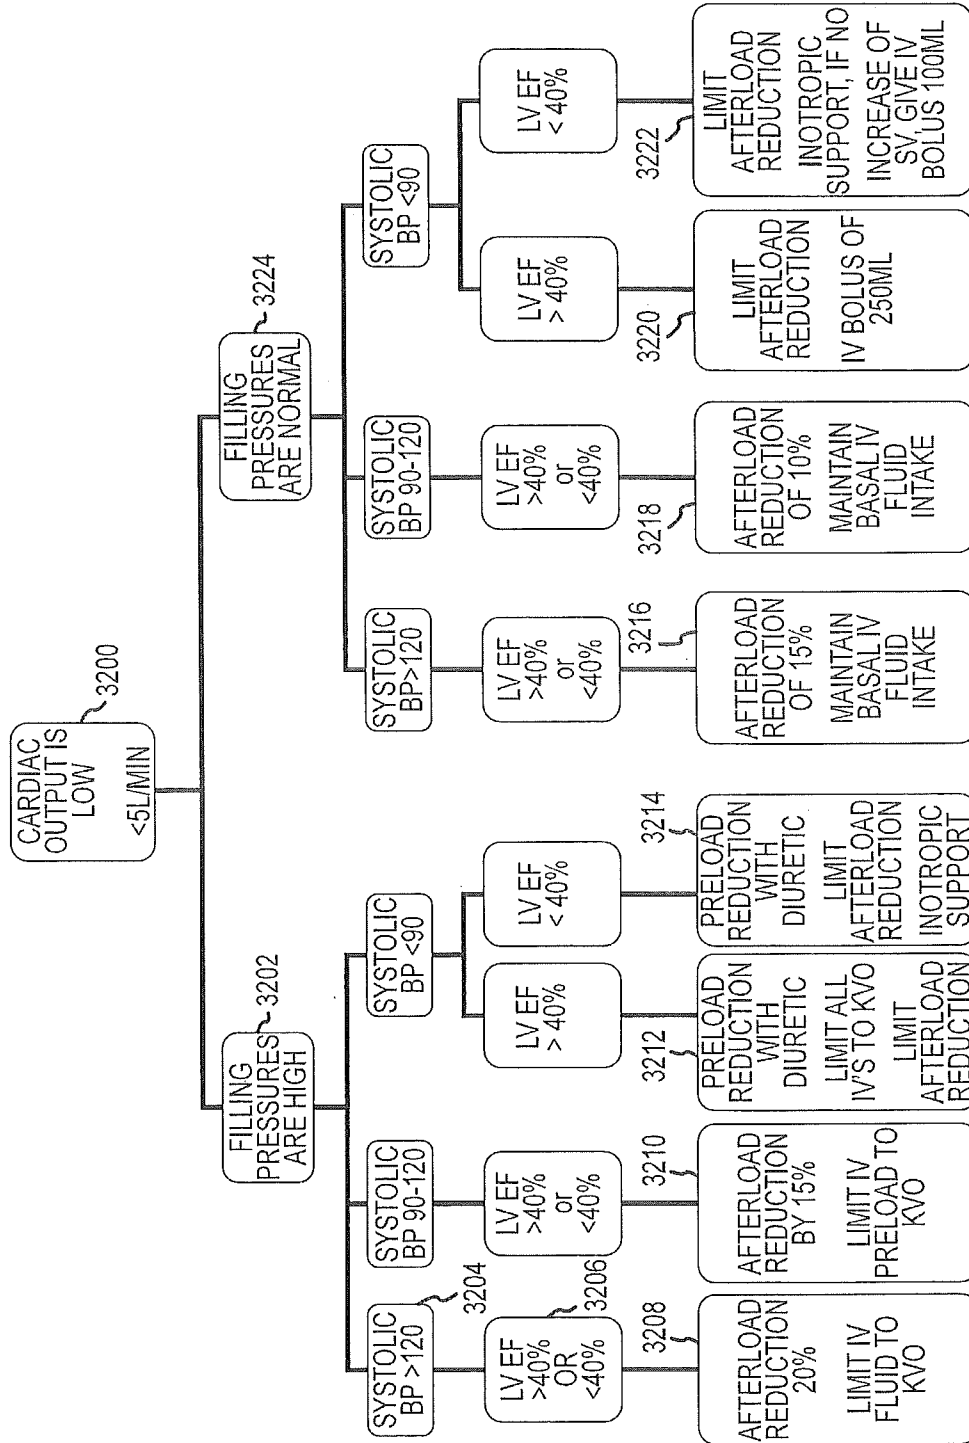 CARDIAC
OUTPUT IS
LOW
<5L/MIN
3200
FILLING
PRESSURES
ARE HIGH
3202
FILLING
PRESSURES
ARE NORMAL
3224
SYSTOLIC
BP >120
3204
SYSTOLIC
BP 90-120
SYSTOLIC
BP <90
SYSTOLIC
BP>120
SYSTOLIC
BP 90-120
SYSTOLIC
BP <90
LV EF
>40%
OR
<40%
3206
LV EF
>40%
or
<40%
LV EF
> 40%
LV EF
< 40%
LV EF
>40%
or
<40%
LV EF
>40%
or
<40%
LV EF
> 40%
LV EF
< 40%
3208
AFTERLOAD
REDUCTION
20%
LIMIT IV
FLUID TO
KVO
3210
AFTERLOAD
REDUCTION
BY 15%
LIMIT IV
PRELOAD TO
KVO
3212
PRELOAD
REDUCTION
WITH
DIURETIC
LIMIT ALL
IV'S TO KVO
LIMIT
AFTERLOAD
REDUCTION
3214
PRELOAD
REDUCTION
WITH
DIURETIC
LIMIT
AFTERLOAD
REDUCTION
INOTROPIC
SUPPORT
3216
AFTERLOAD
REDUCTION
OF 15%
MAINTAIN
BASAL IV
FLUID
INTAKE
3218
AFTERLOAD
REDUCTION
OF 10%
MAINTAIN
BASAL IV
FLUID
INTAKE
3220
LIMIT
AFTERLOAD
REDUCTION
IV BOLUS OF
250ML
3222
LIMIT
AFTERLOAD
REDUCTION
INOTROPIC
SUPPORT, IF NO
INCREASE OF
SV, GIVE IV
BOLUS 100ML